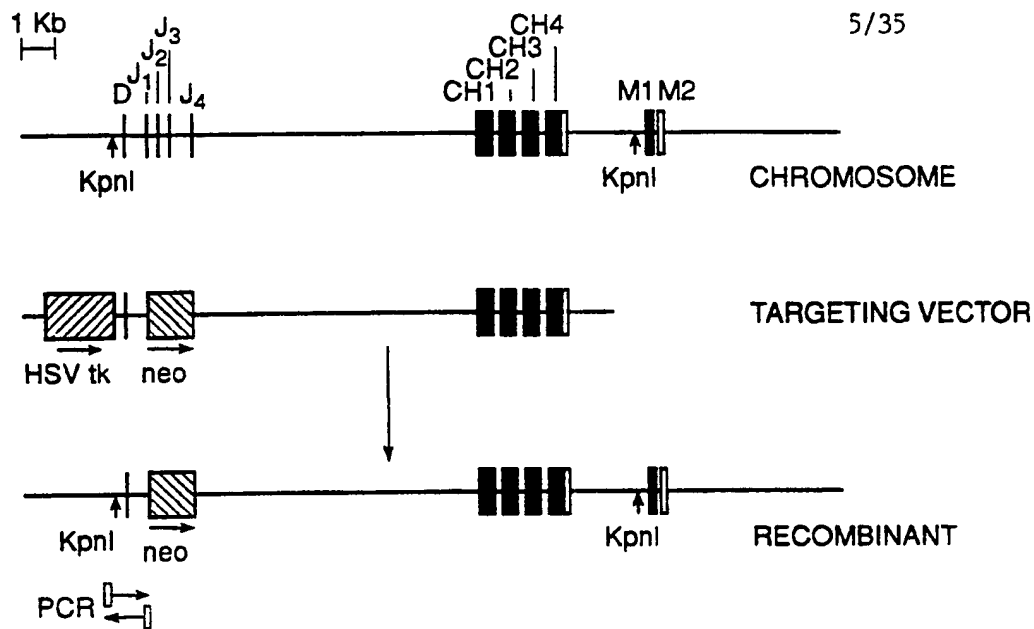 1 Kb
5/35
D J1 J2 J3 J4
CH1 CH2 CH3 CH4
M1 M2
KpnI KpnI
CHROMOSOME
HSV tk neo
TARGETING VECTOR
KpnI neo KpnI
RECOMBINANT
PCR